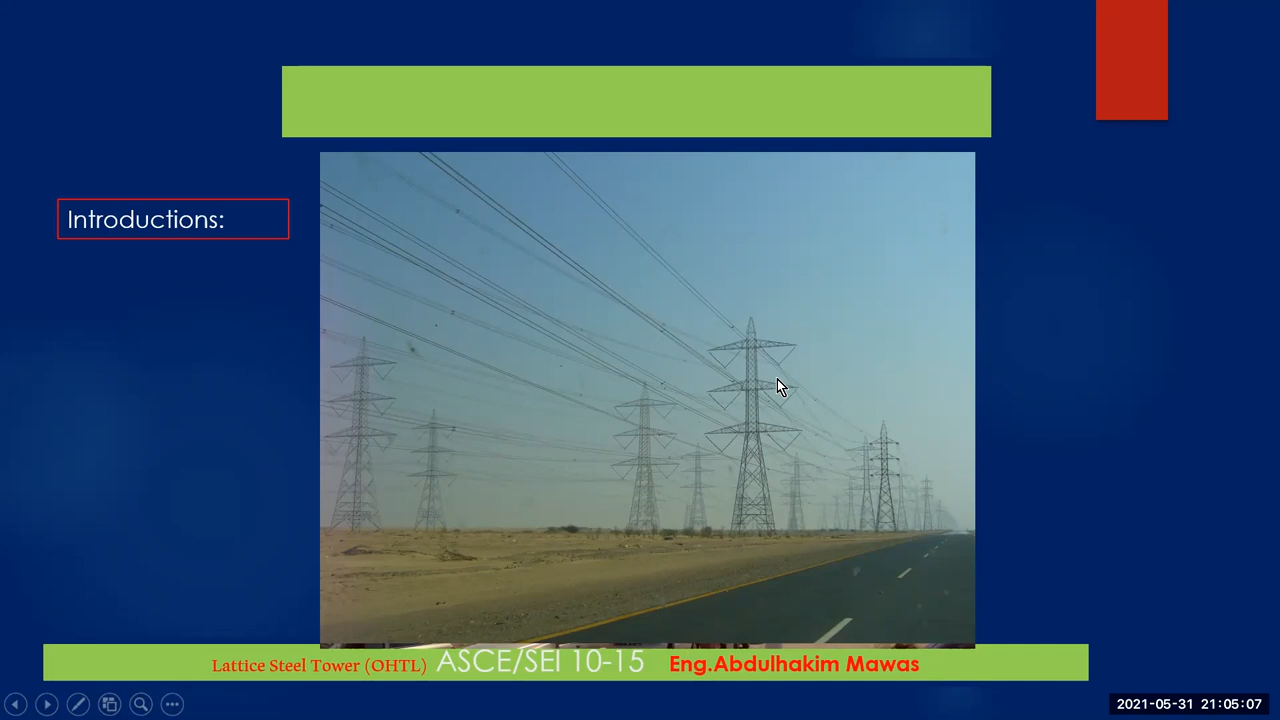 Introductions:
Lattice Steel Tower (OHTL) ASCE/SEI 10-15 Eng.Abdulhakim Mawas
2021-05-31 21:05:07